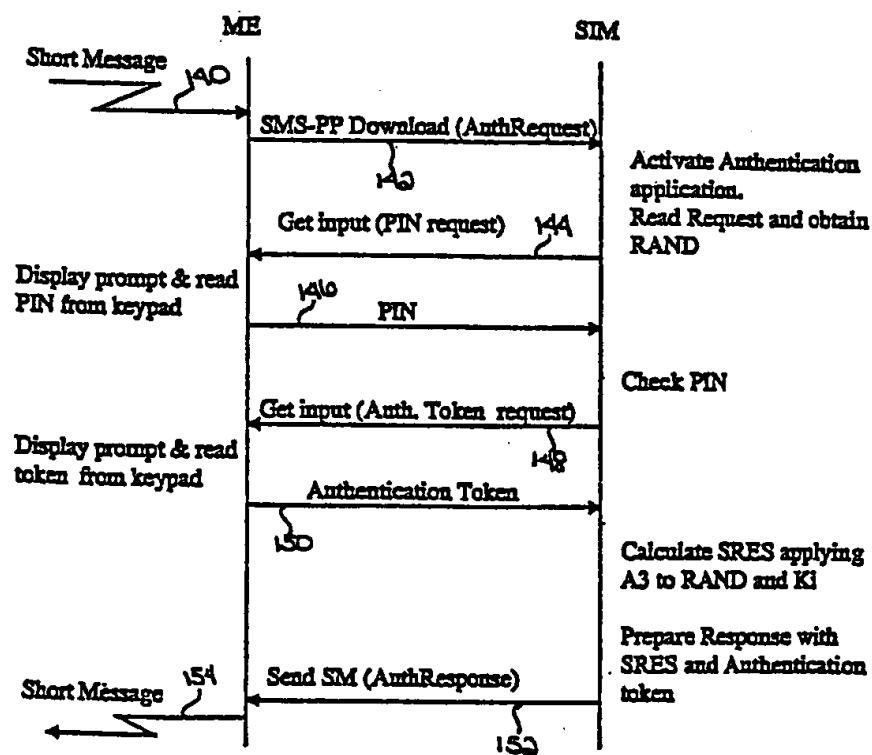 ME
SIM
Short Message
140
SMS-PP Download (AuthRequest)
142
Activate Authentication
application.
Read Request and obtain
RAND
Get input (PIN request)
144
Display prompt & read
PIN from keypad
146
PIN
Check PIN
Get input (Auth. Token request)
148
Display prompt & read
token from keypad
Authentication Token
150
Calculate SRES applying
A3 to RAND and Ki
Prepare Response with
SRES and Authentication
token
Send SM (AuthResponse)
152
Short Message
154